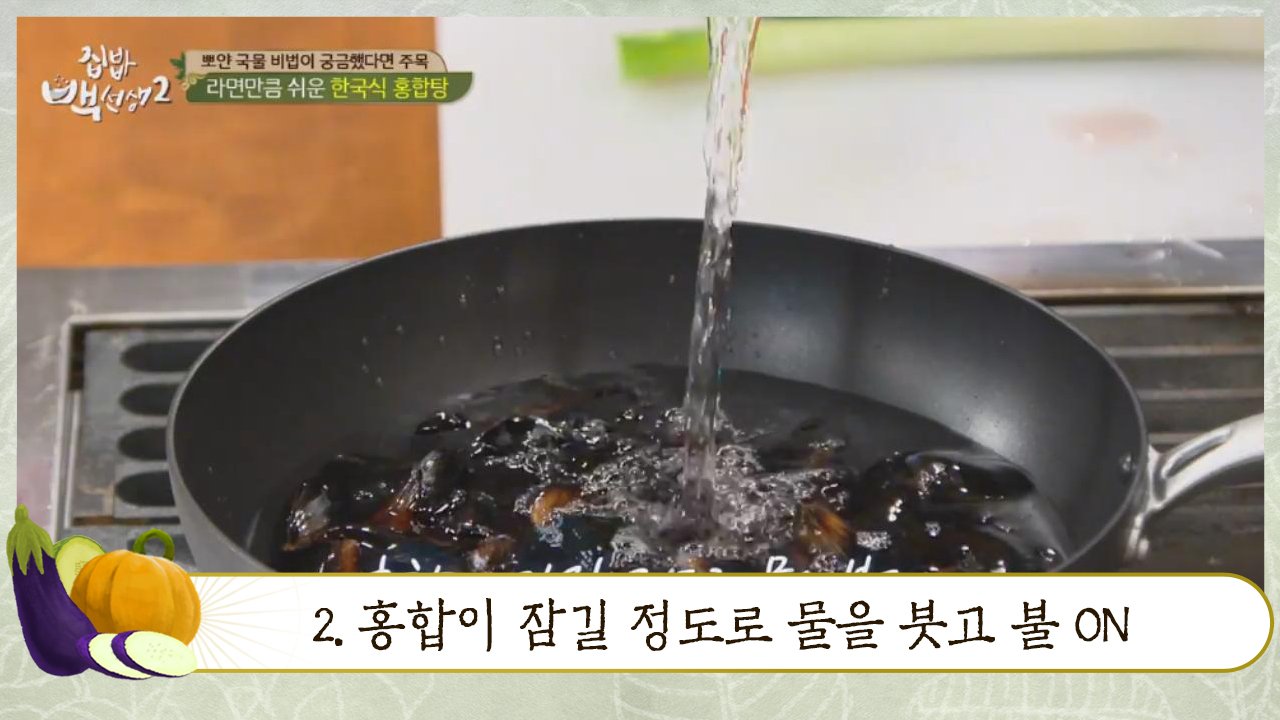 집밥
백선생2
뽀얀 국물 비법이 궁금했다면 주목
라면만큼 쉬운 한국식 홍합탕
2. 홍합이 잠길 정도로 물을 붓고 불 ON